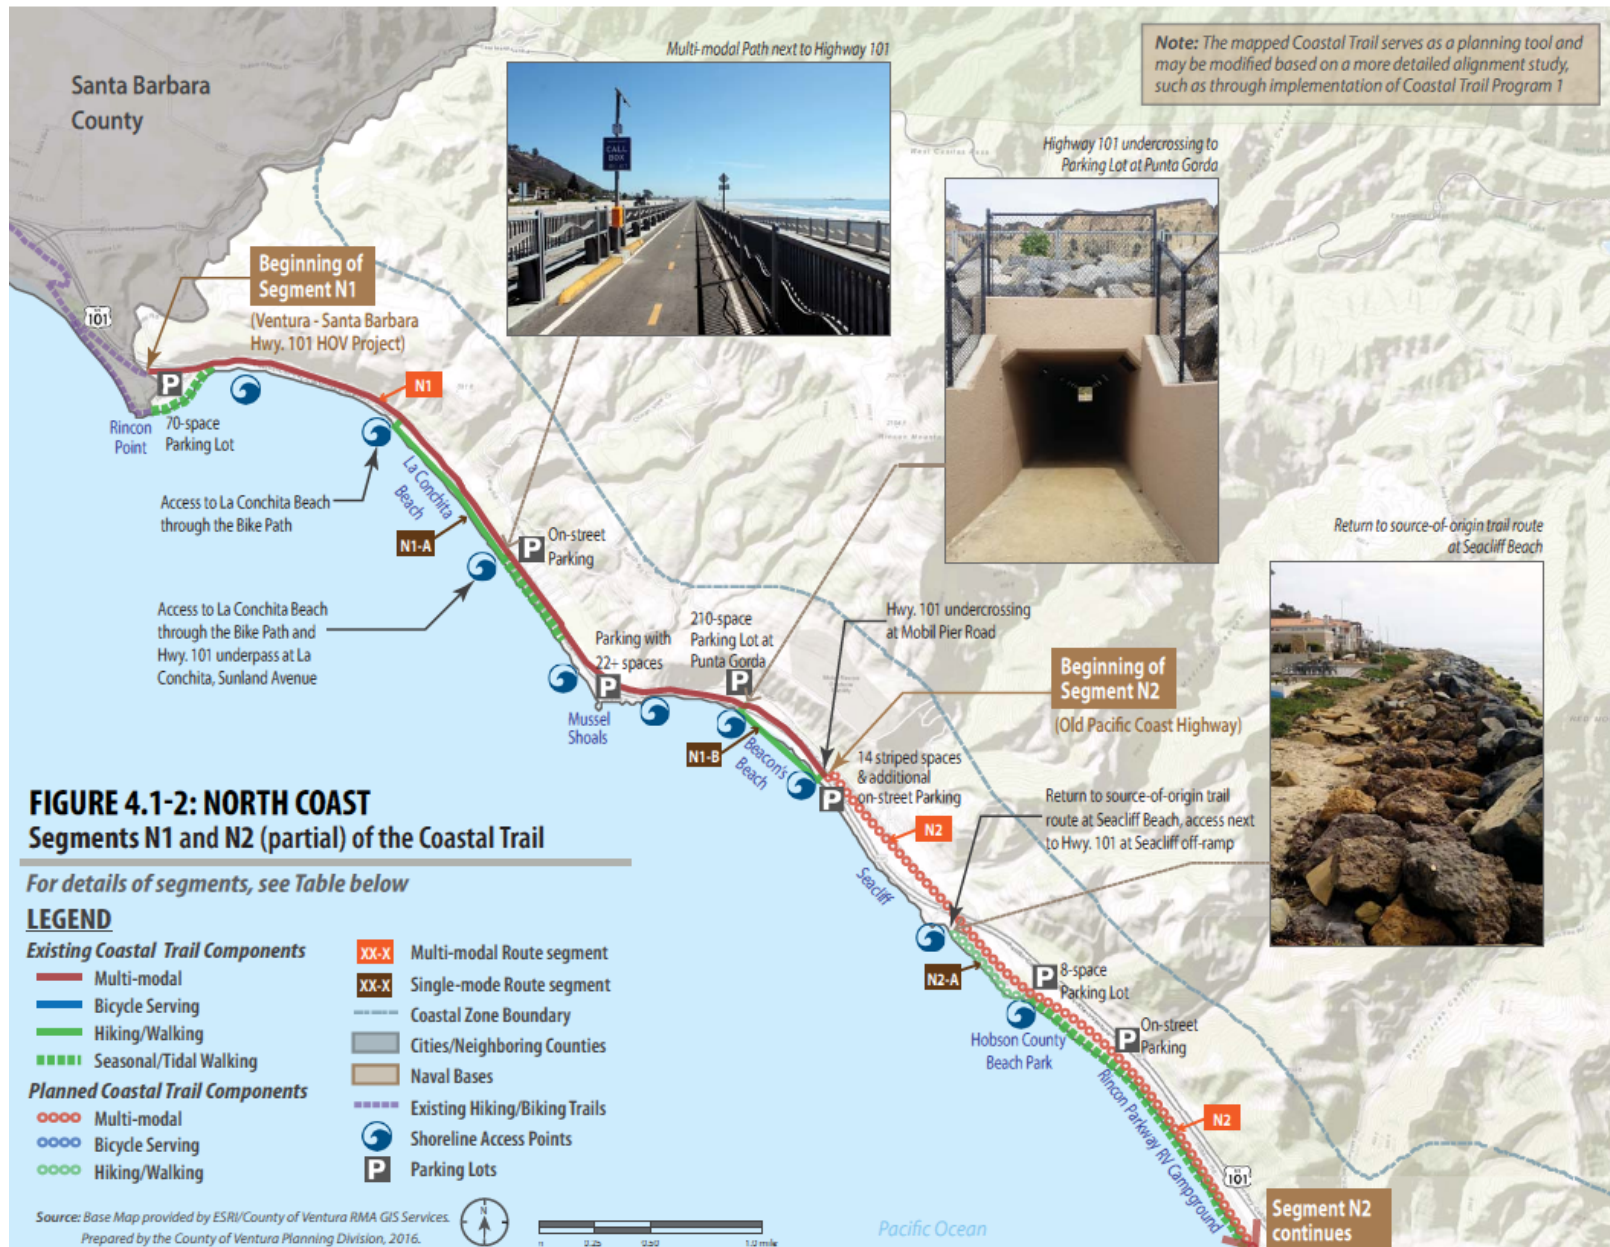 Santa Barbara
County
Multi-modal Path next to Highway 101
CALL
BOX
Note: The mapped Coastal Trail serves as a planning tool and
may be modified based on a more detailed alignment study,
such as through implementation of Coastal Trail Program 1
Highway 101 undercrossing to
Parking Lot at Punta Gorda
Beginning of
Segment N1
(Ventura - Santa Barbara
Hwy. 101 HOV Project)
101
P
N1
Rincon
Point
70-space
Parking Lot
La Conchita
Beach
Access to La Conchita Beach
through the Bike Path
N1-A
P
On-street
Parking
Return to source-of-origin trail route
at Seacliff Beach
Access to La Conchita Beach
through the Bike Path and
Hwy. 101 underpass at La
Conchita, Sunland Avenue
Parking with
22+ spaces
P
210-space
Parking Lot at
Punta Gorda
P
Hwy. 101 undercrossing
at Mobil Pier Road
Beginning of
Segment N2
(Old Pacific Coast Highway)
Mussel
Shoals
N1-B
Beacon's
Beach
14 striped spaces
& additional
on-street Parking
P
N2
Return to source-of-origin trail
route at Seacliff Beach, access next
to Hwy. 101 at Seacliff off-ramp
Seacliff
N2-A
P
8-space
Parking Lot
Hobson County
Beach Park
P
On-street
Parking
Rincon Parkway RV Campground
N2
101
Segment N2
continues
Pacific Ocean
FIGURE 4.1-2: NORTH COAST
Segments N1 and N2 (partial) of the Coastal Trail
For details of segments, see Table below
LEGEND
Existing Coastal Trail Components
Multi-modal
Bicycle Serving
Hiking/Walking
Seasonal/Tidal Walking
Planned Coastal Trail Components
Multi-modal
Bicycle Serving
Hiking/Walking
XX-X Multi-modal Route segment
XX-X Single-mode Route segment
Coastal Zone Boundary
Cities/Neighboring Counties
Naval Bases
Existing Hiking/Biking Trails
Shoreline Access Points
P Parking Lots
Source: Base Map provided by ESRI/County of Ventura RMA GIS Services.
Prepared by the County of Ventura Planning Division, 2016.
N
0.25 0.50 1.0 mile